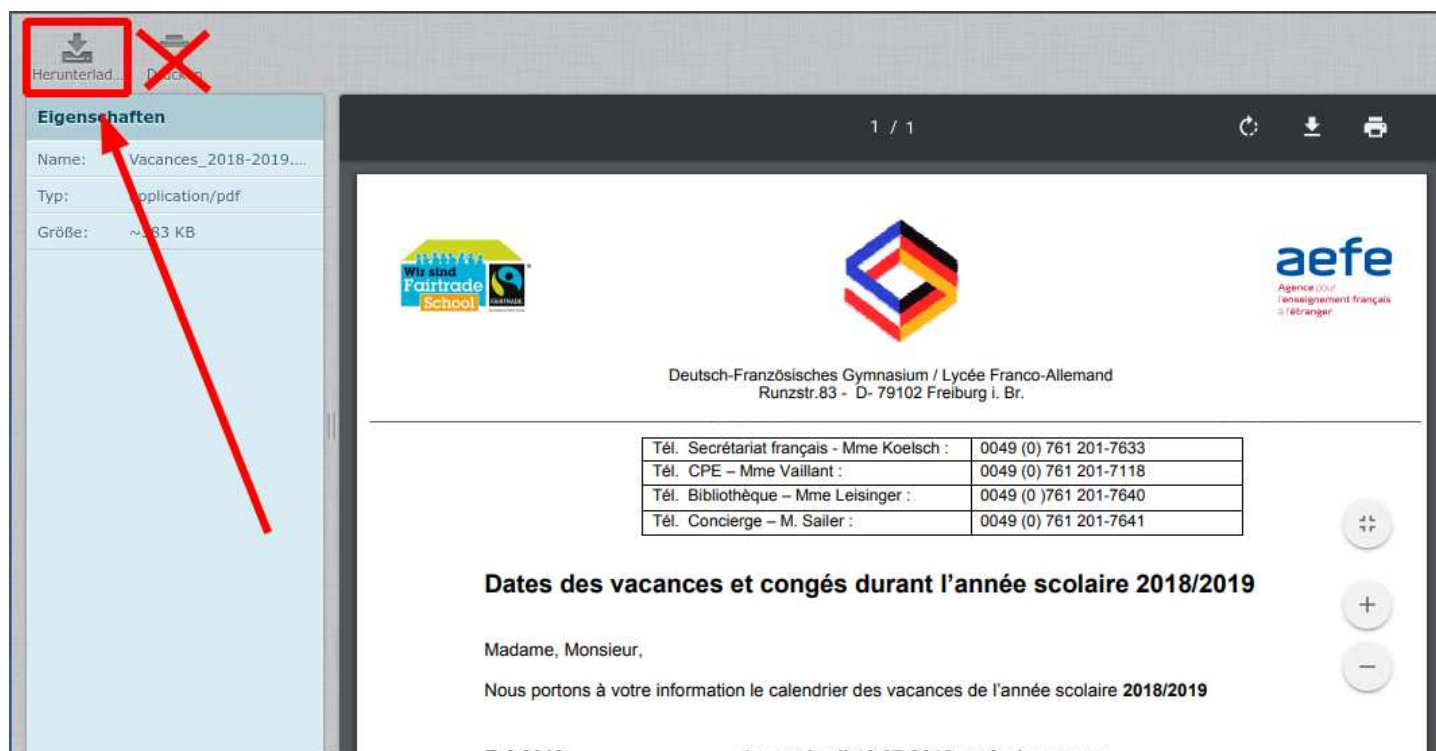 Herunterlad...
Eigenschaften
1 / 1
Name: Vacances_2018-2019....
Typ: application/pdf
Größe:
KB
Wir sind
Fairtrade
School
FAIRTRADE
aefe
Agence pour
l'enseignement français
à l'étranger
Deutsch-Französisches Gymnasium / Lycée Franco-Allemand
Runzstr.83 - D- 79102 Freiburg i. Br.
Tél. Secrétariat français - Mme Koelsch : 0049 (0) 761 201-7633
Tél. CPE – Mme Vaillant : 0049 (0) 761 201-7118
Tél. Bibliothèque – Mme Leisinger : 0049 (0 )761 201-7640
Tél. Concierge – M. Sailer : 0049 (0) 761 201-7641
Dates des vacances et congés durant l'année scolaire 2018/2019
Madame, Monsieur,
Nous portons à votre information le calendrier des vacances de l'année scolaire 2018/2019